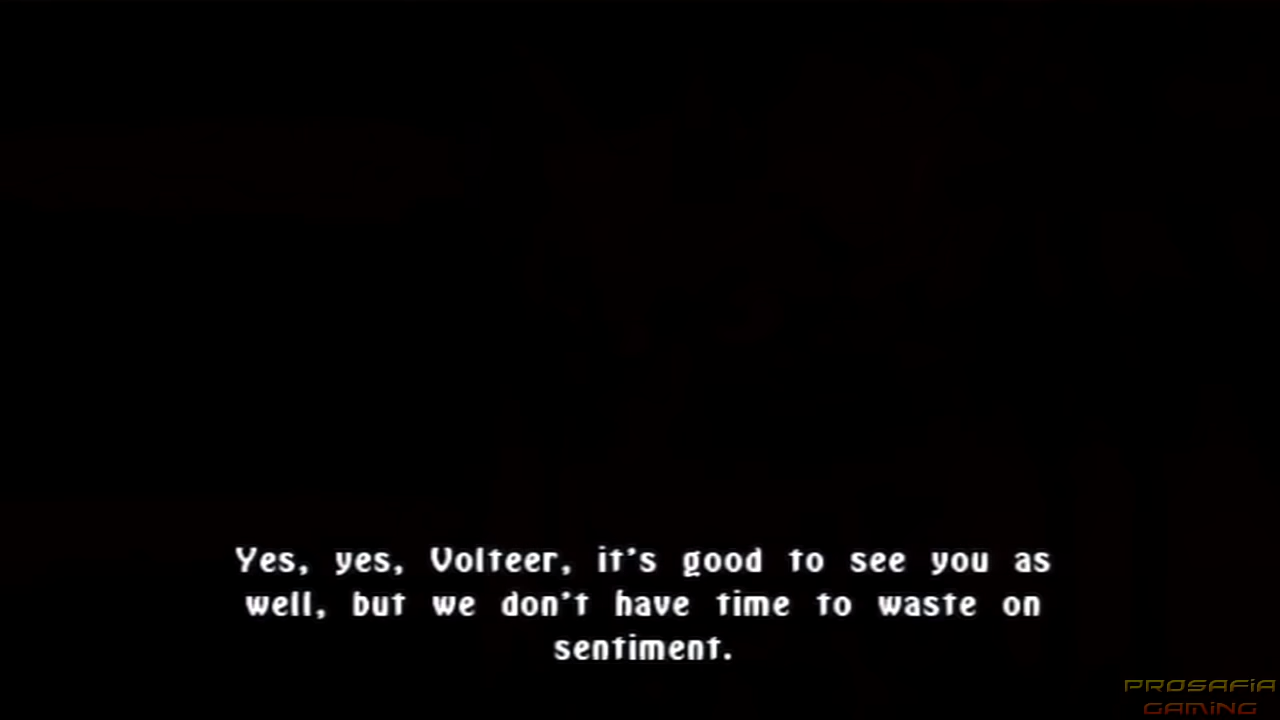 Yes, yes, Volteer, it's good to see you as
well, but we don't have time to waste on
sentiment.
PROSAFiA
GAMiNG